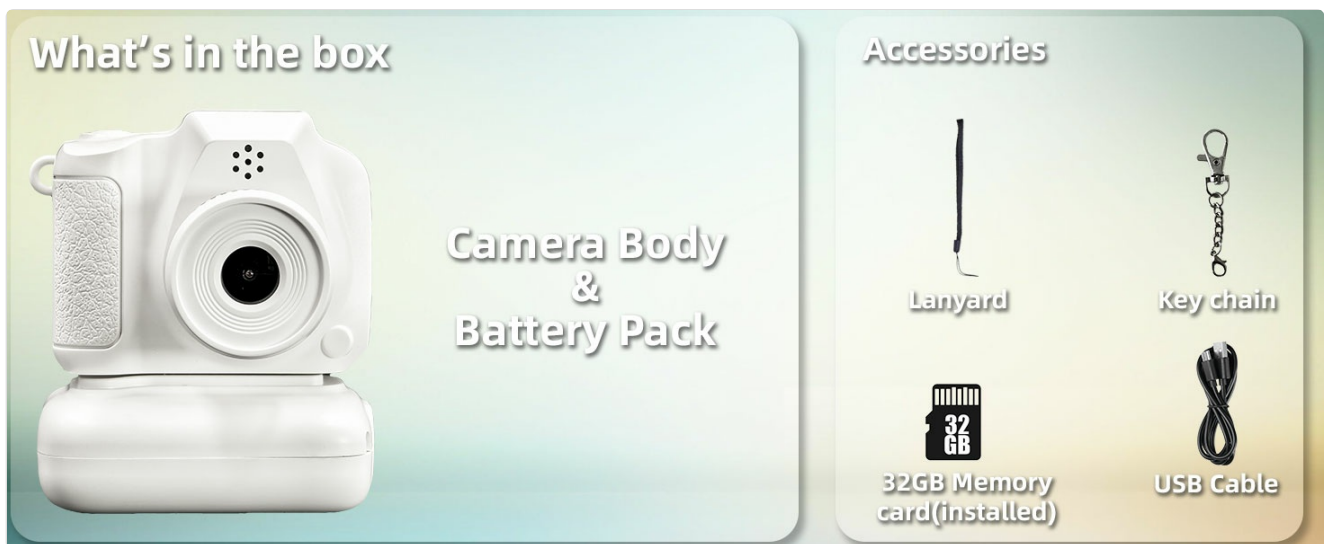 What's in the box
Camera Body
&
Battery Pack
Accessories
Lanyard
Key chain
32
GB
32GB Memory
card(installed)
USB Cable